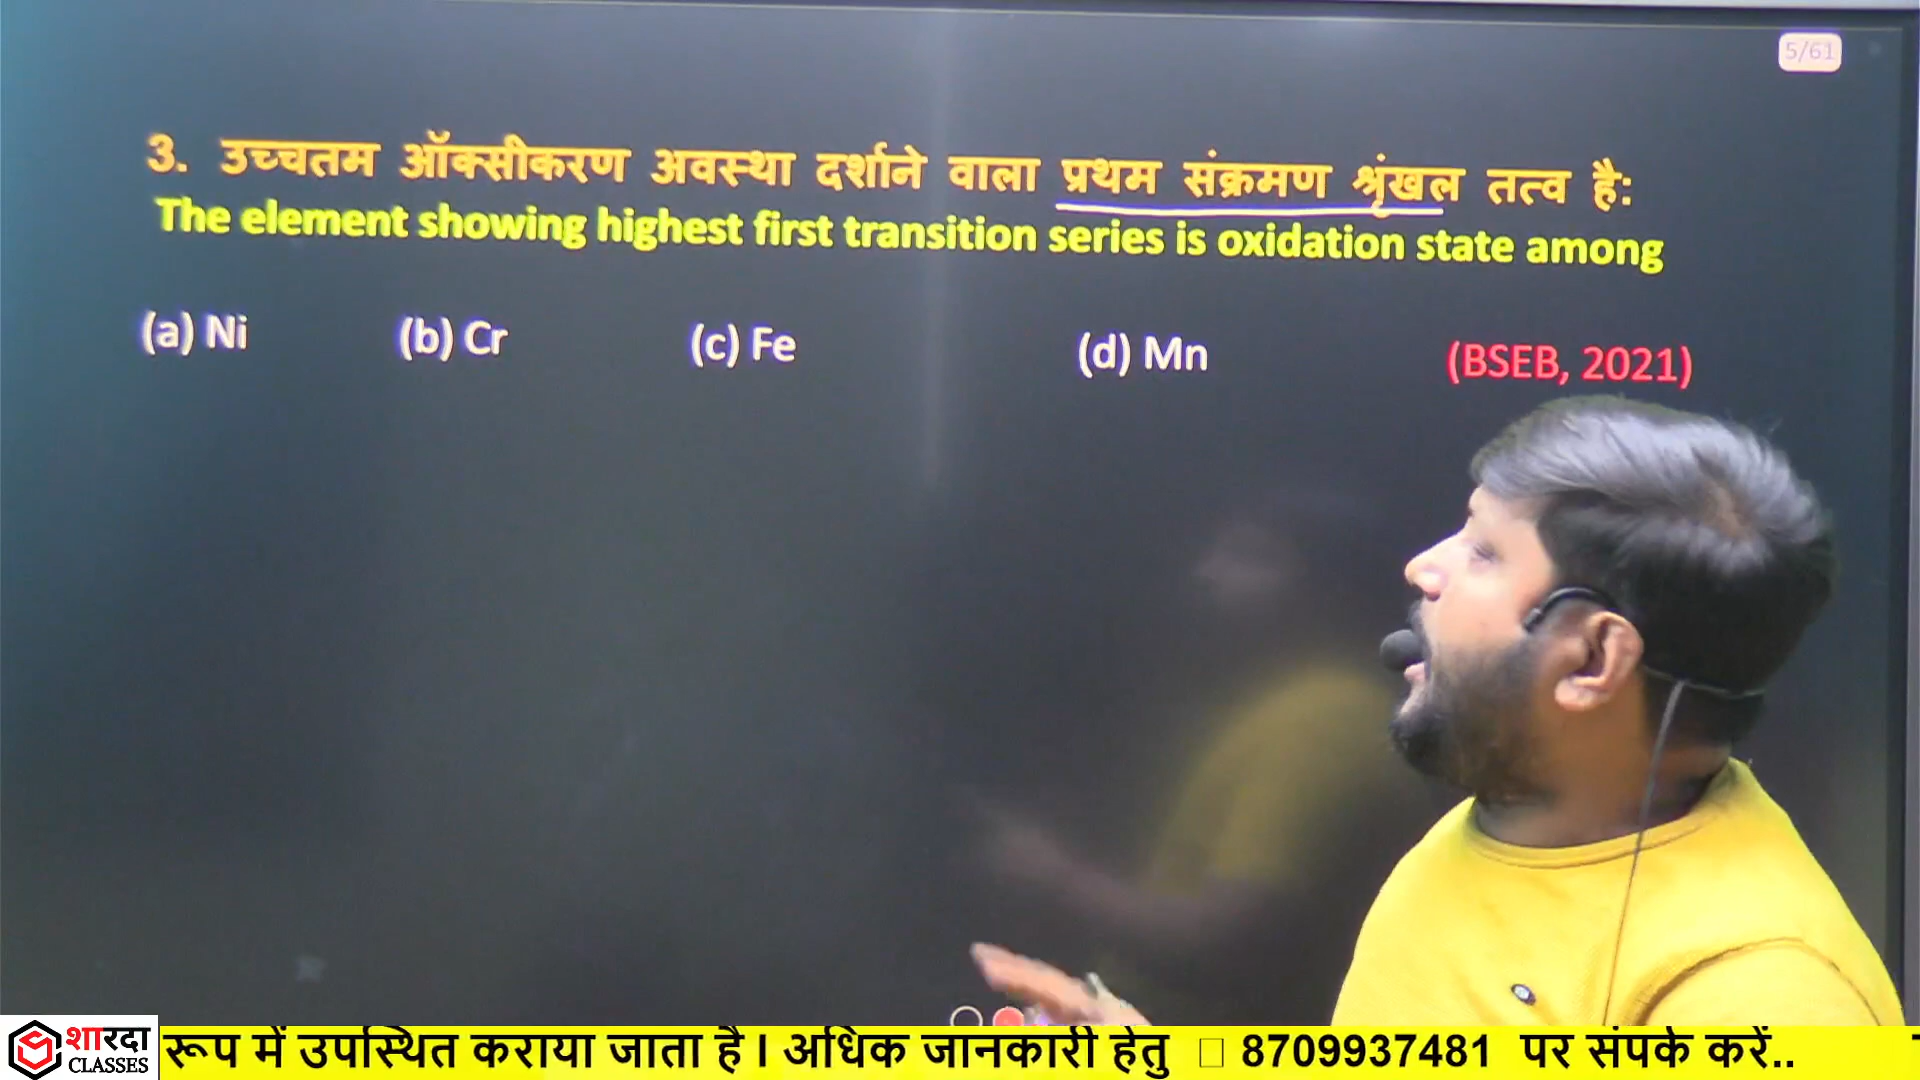 5/61
3. उच्चतम ऑक्सीकरण अवस्था दर्शाने वाला प्रथम संक्रमण श्रृंखल तत्व है:
The element showing highest first transition series is oxidation state among
(a) Ni (b) Cr (c) Fe (d) Mn (BSEB, 2021)
शारदा
CLASSES
रूप में उपस्थित कराया जाता है I अधिक जानकारी हेतु 8709937481 पर संपर्क करें..